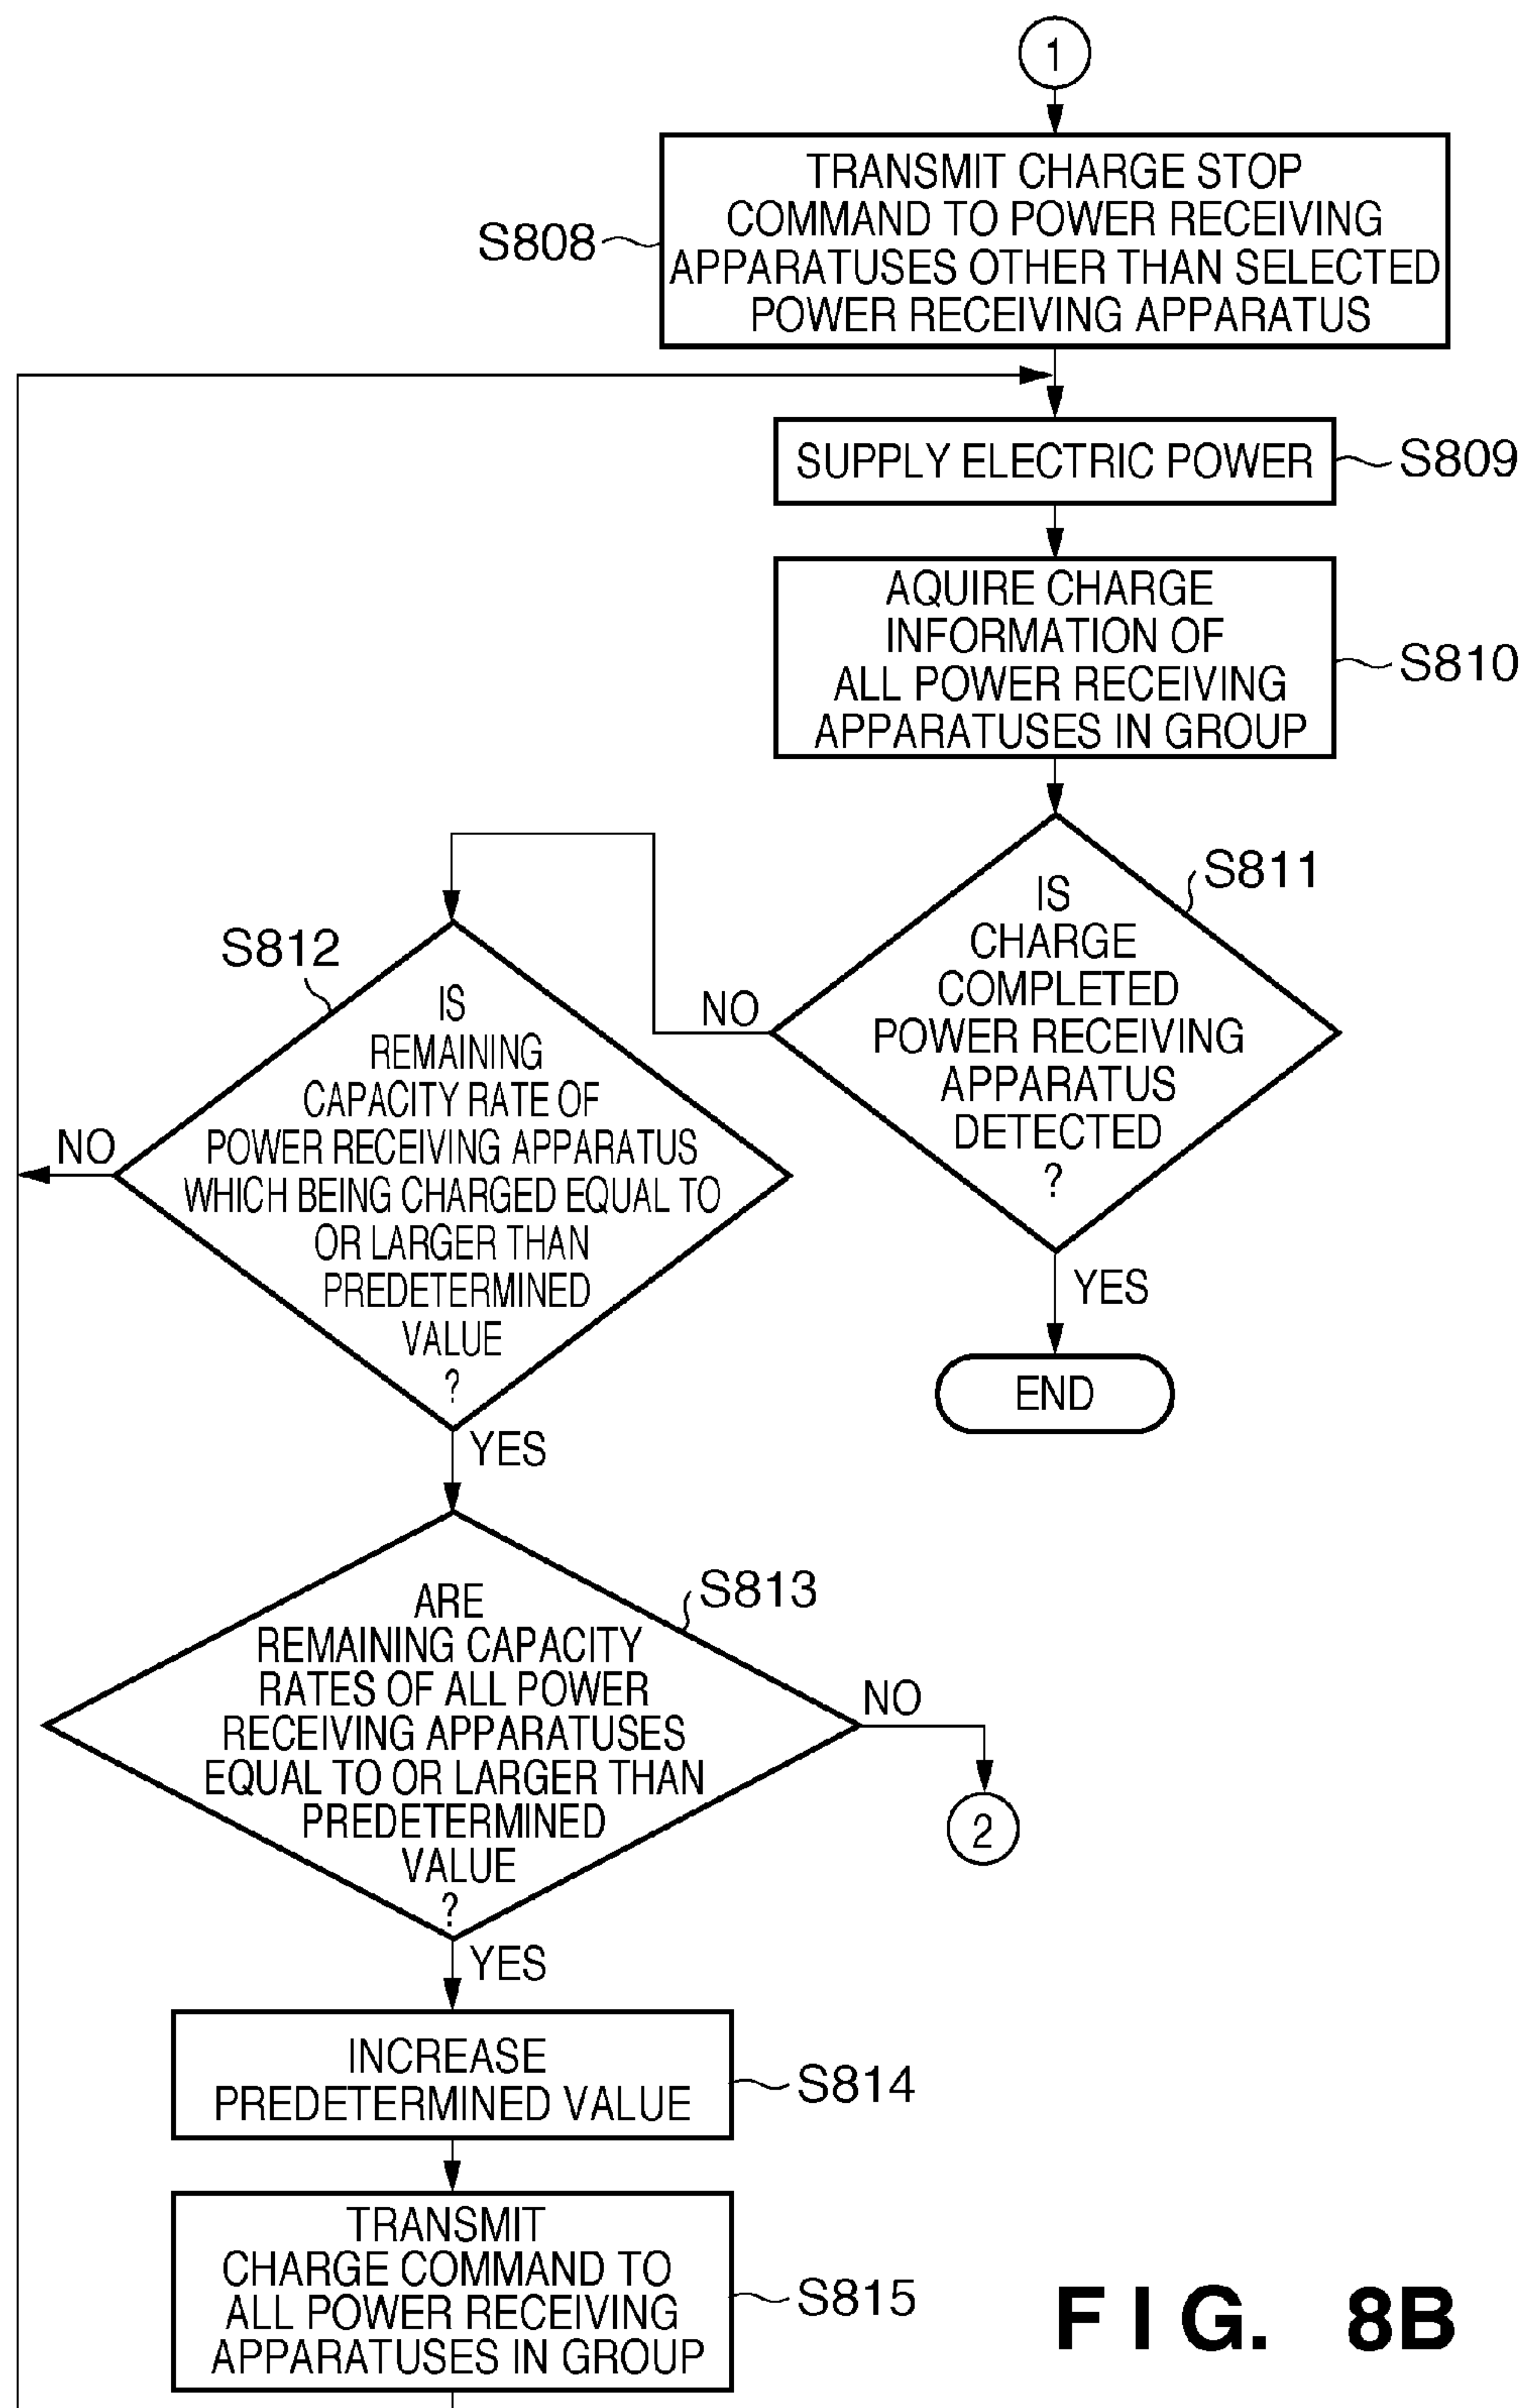 1
TRANSMIT CHARGE STOP
COMMAND TO POWER RECEIVING
APPARATUSES OTHER THAN SELECTED
POWER RECEIVING APPARATUS
S808
SUPPLY ELECTRIC POWER
S809
AQUIRE CHARGE
INFORMATION OF
ALL POWER RECEIVING
APPARATUSES IN GROUP
S810
IS
CHARGE
COMPLETED
POWER RECEIVING
APPARATUS
DETECTED
?
S811
NO
YES
END
S812
IS
REMAINING
CAPACITY RATE OF
POWER RECEIVING APPARATUS
WHICH BEING CHARGED EQUAL TO
OR LARGER THAN
PREDETERMINED
VALUE
?
NO
YES
S813
ARE
REMAINING CAPACITY
RATES OF ALL POWER
RECEIVING APPARATUSES
EQUAL TO OR LARGER THAN
PREDETERMINED
VALUE
?
NO
2
YES
INCREASE
PREDETERMINED VALUE
S814
TRANSMIT
CHARGE COMMAND TO
ALL POWER RECEIVING
APPARATUSES IN GROUP
S815
FIG. 8B